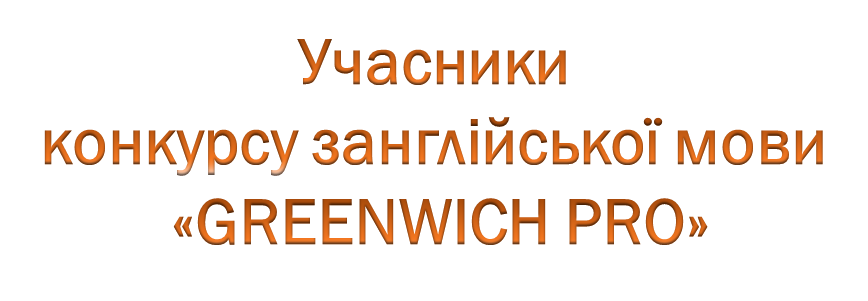 Учасники
конкурсу занглійської мови
«GREENWICH PRO»